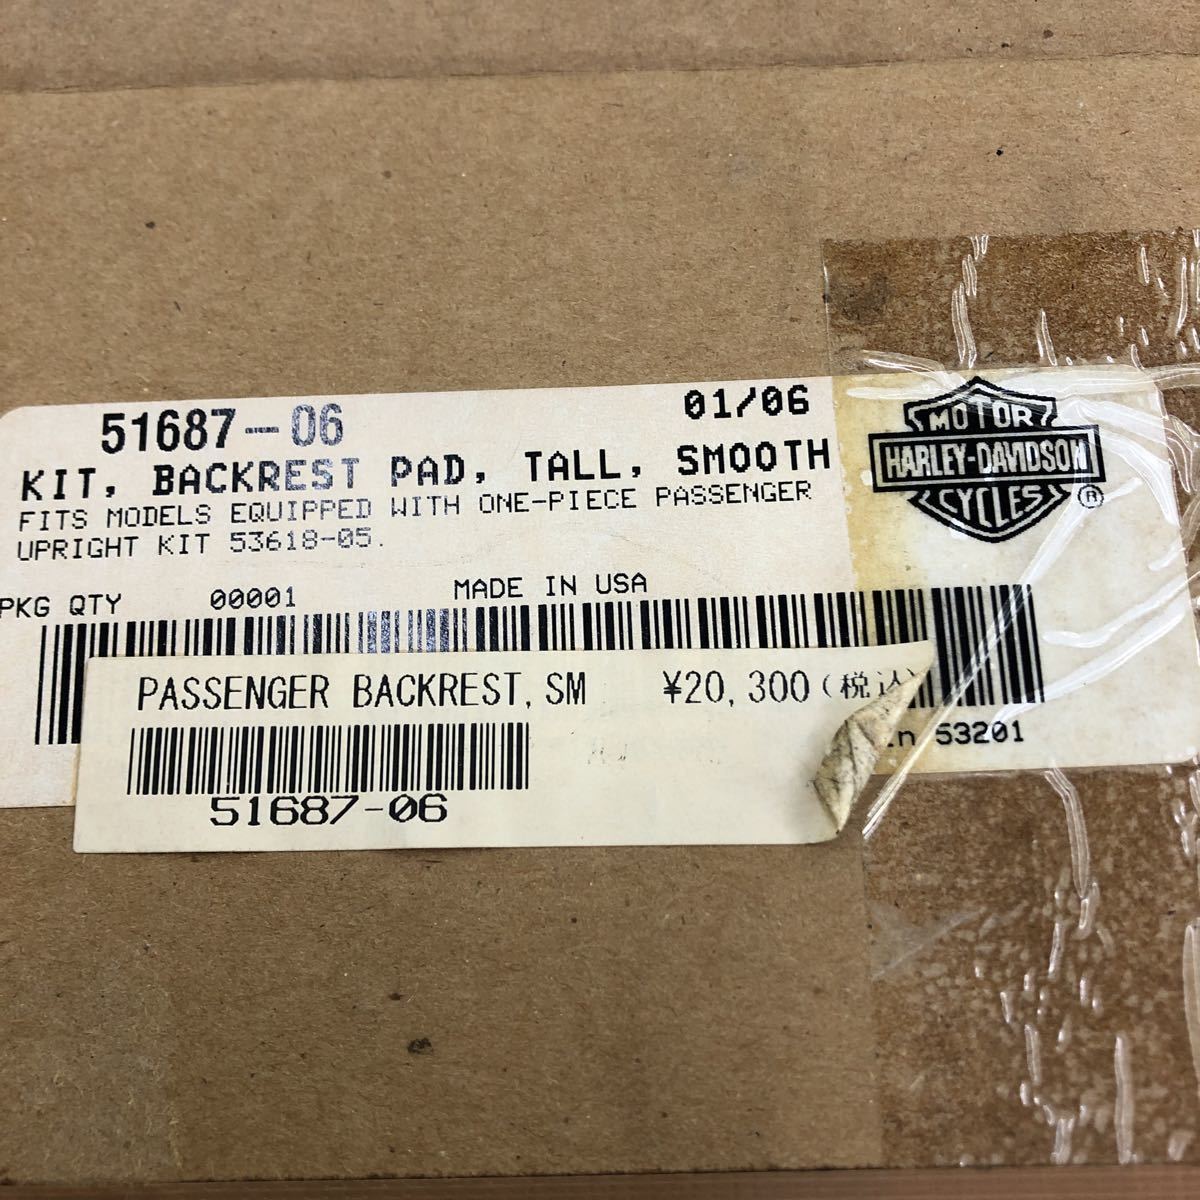 51687-06
01/06
KIT, BACKREST PAD, TALL, SMOOTH
FITS MODELS EQUIPPED WITH ONE-PIECE PASSENGER
UPRIGHT KIT 53618-05.
PKG QTY 00001 MADE IN USA
MOTOR
HARLEY-DAVIDSON
CYCLES
®
PASSENGER BACKREST,SM ¥20,300(税込)
51687-06
53201